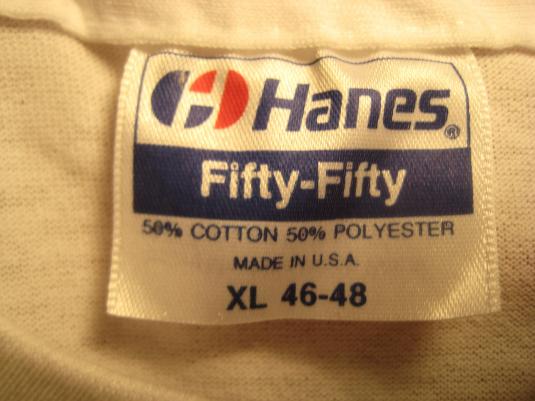 Hanes®
Fifty-Fifty
50% COTTON 50% POLYESTER
MADE IN U.S.A.
XL 46-48